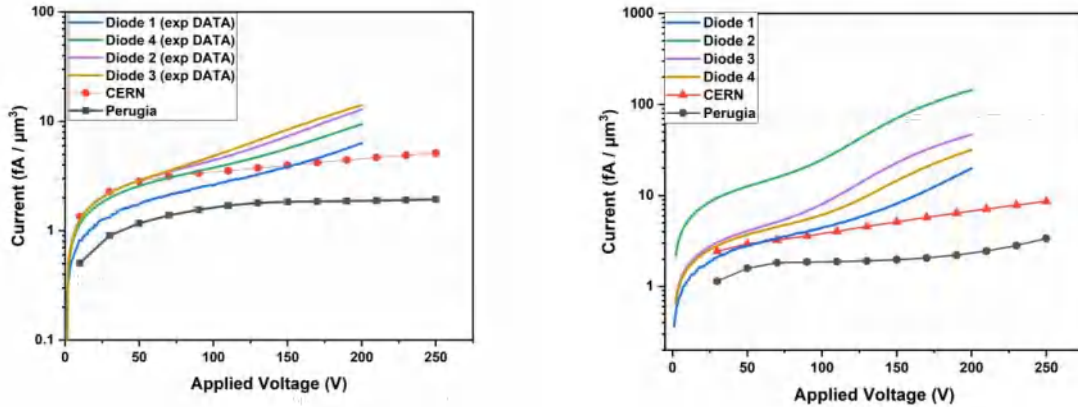 100
10
1
0.1
Current (fA / µm³)
0
50
100
150
200
250
Applied Voltage (V)
Diode 1 (exp DATA)
Diode 4 (exp DATA)
Diode 2 (exp DATA)
Diode 3 (exp DATA)
CERN
Perugia
1000
100
10
1
Current (fA / µm³)
0
50
100
150
200
250
Applied Voltage (V)
Diode 1
Diode 2
Diode 3
Diode 4
CERN
Perugia